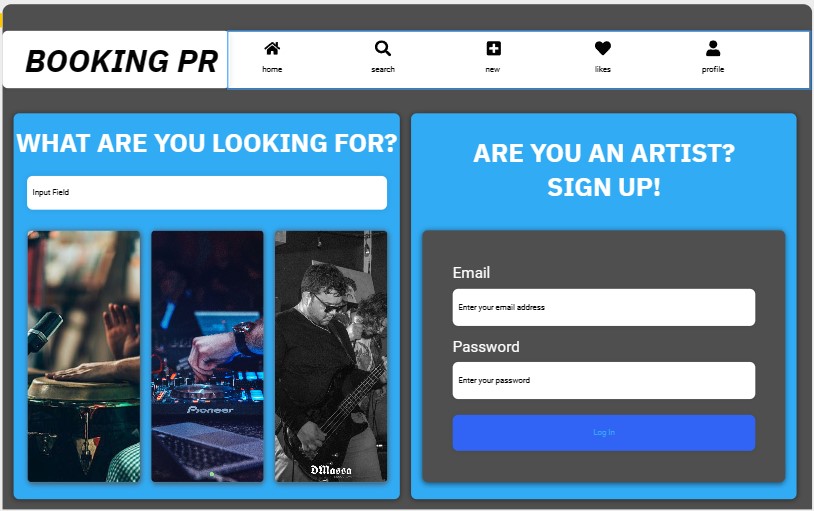 BOOKING PR
home
search
new
likes
profile
WHAT ARE YOU LOOKING FOR?
Input Field
Pioneer
DMassa
ARE YOU AN ARTIST?
SIGN UP!
Email
Enter your email address
Password
Enter your password
Log In